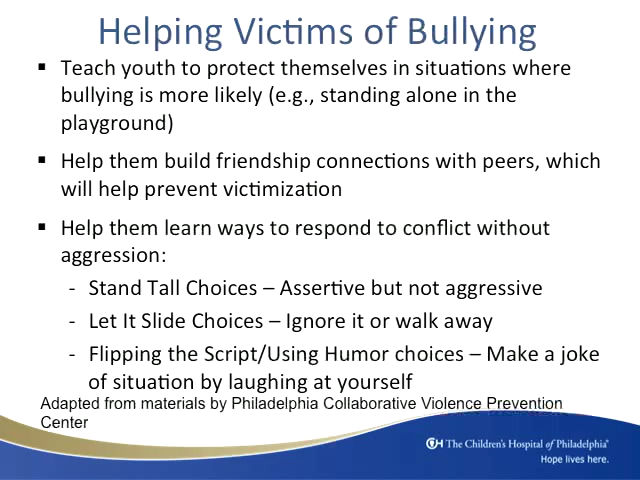 Helping Victims of Bullying
▪ Teach youth to protect themselves in situations where
bullying is more likely (e.g., standing alone in the
playground)
▪ Help them build friendship connections with peers, which
will help prevent victimization
▪ Help them learn ways to respond to conflict without
aggression:
- Stand Tall Choices – Assertive but not aggressive
- Let It Slide Choices – Ignore it or walk away
- Flipping the Script/Using Humor choices – Make a joke
of situation by laughing at yourself
Adapted from materials by Philadelphia Collaborative Violence Prevention
Center
The Children's Hospital of Philadelphia®
Hope lives here.